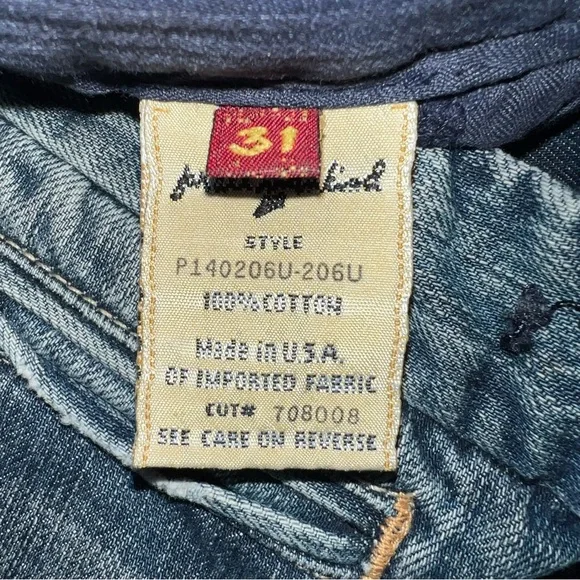 31
STYLE
P140206U-206U
100% COTTON
Made in U.S.A.
OF IMPORTED FABRIC
CUT# 708008
SEE CARE ON REVERSE